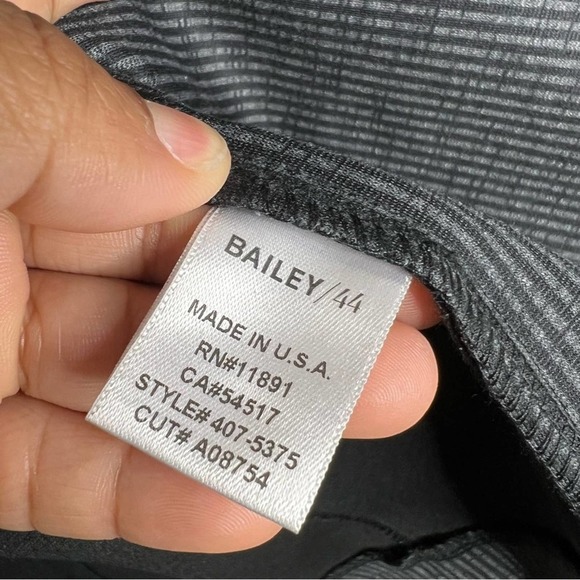 BAILEY/44
MADE IN U.S.A.
RN#11891
CA#54517
STYLE# 407-5375
CUT# A08754